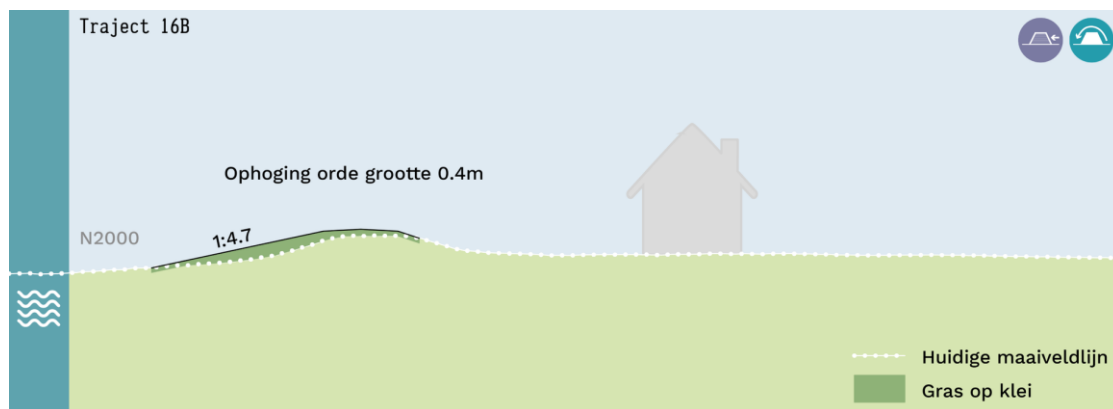 Traject 16B
Ophoging orde grootte 0.4m
N2000
1:4.7
Huidige maaiveldlijn
Gras op klei